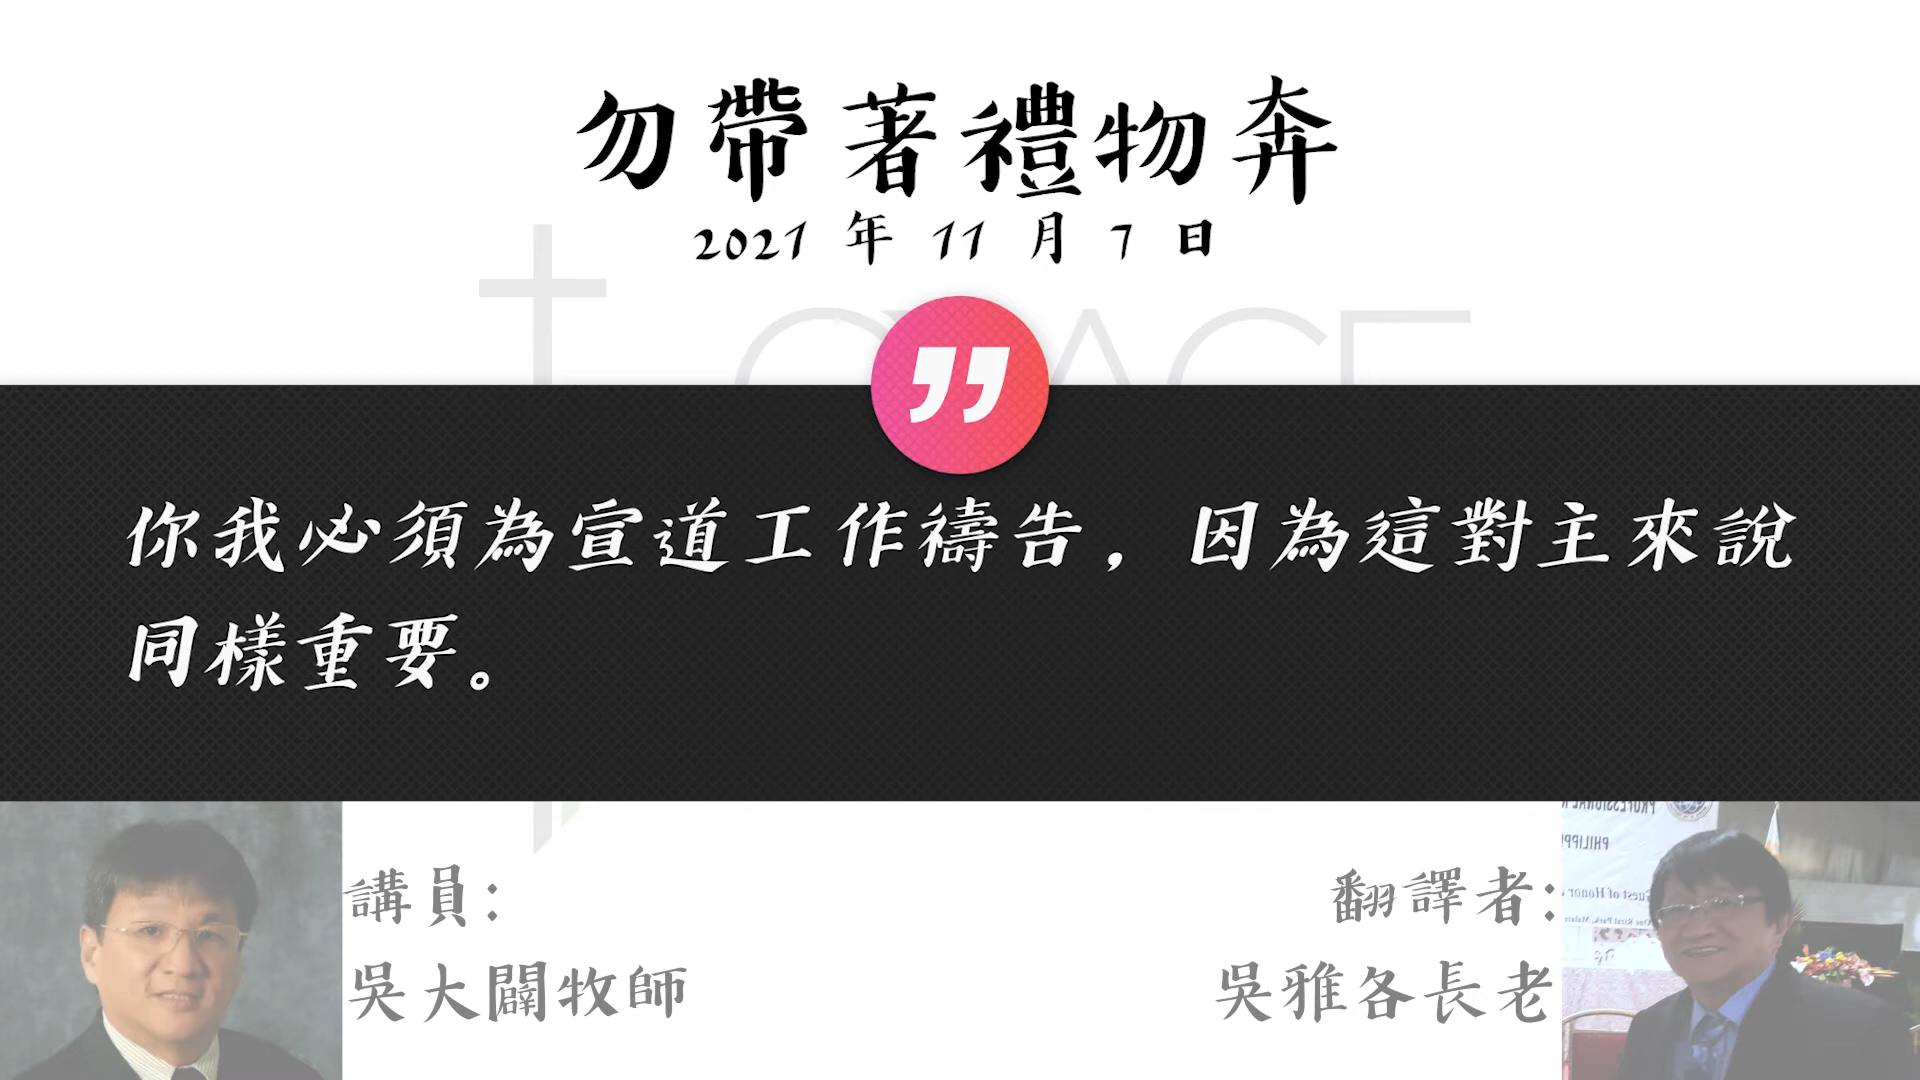 勿帶著禮物奔
2021 年 11 月 7 日
你我必須為宣道工作禱告，因為這對主來說
同樣重要。
講員:
吳大闢牧師
翻譯者:
吳雅各長老